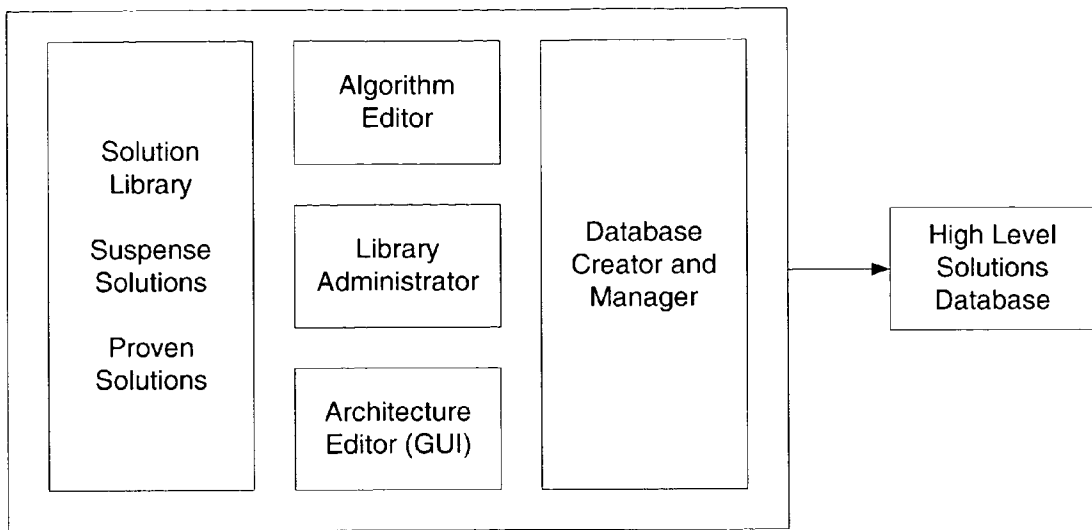 Solution
Library
Suspense
Solutions
Proven
Solutions
Algorithm
Editor
Library
Administrator
Architecture
Editor (GUI)
Database
Creator and
Manager
High Level
Solutions
Database